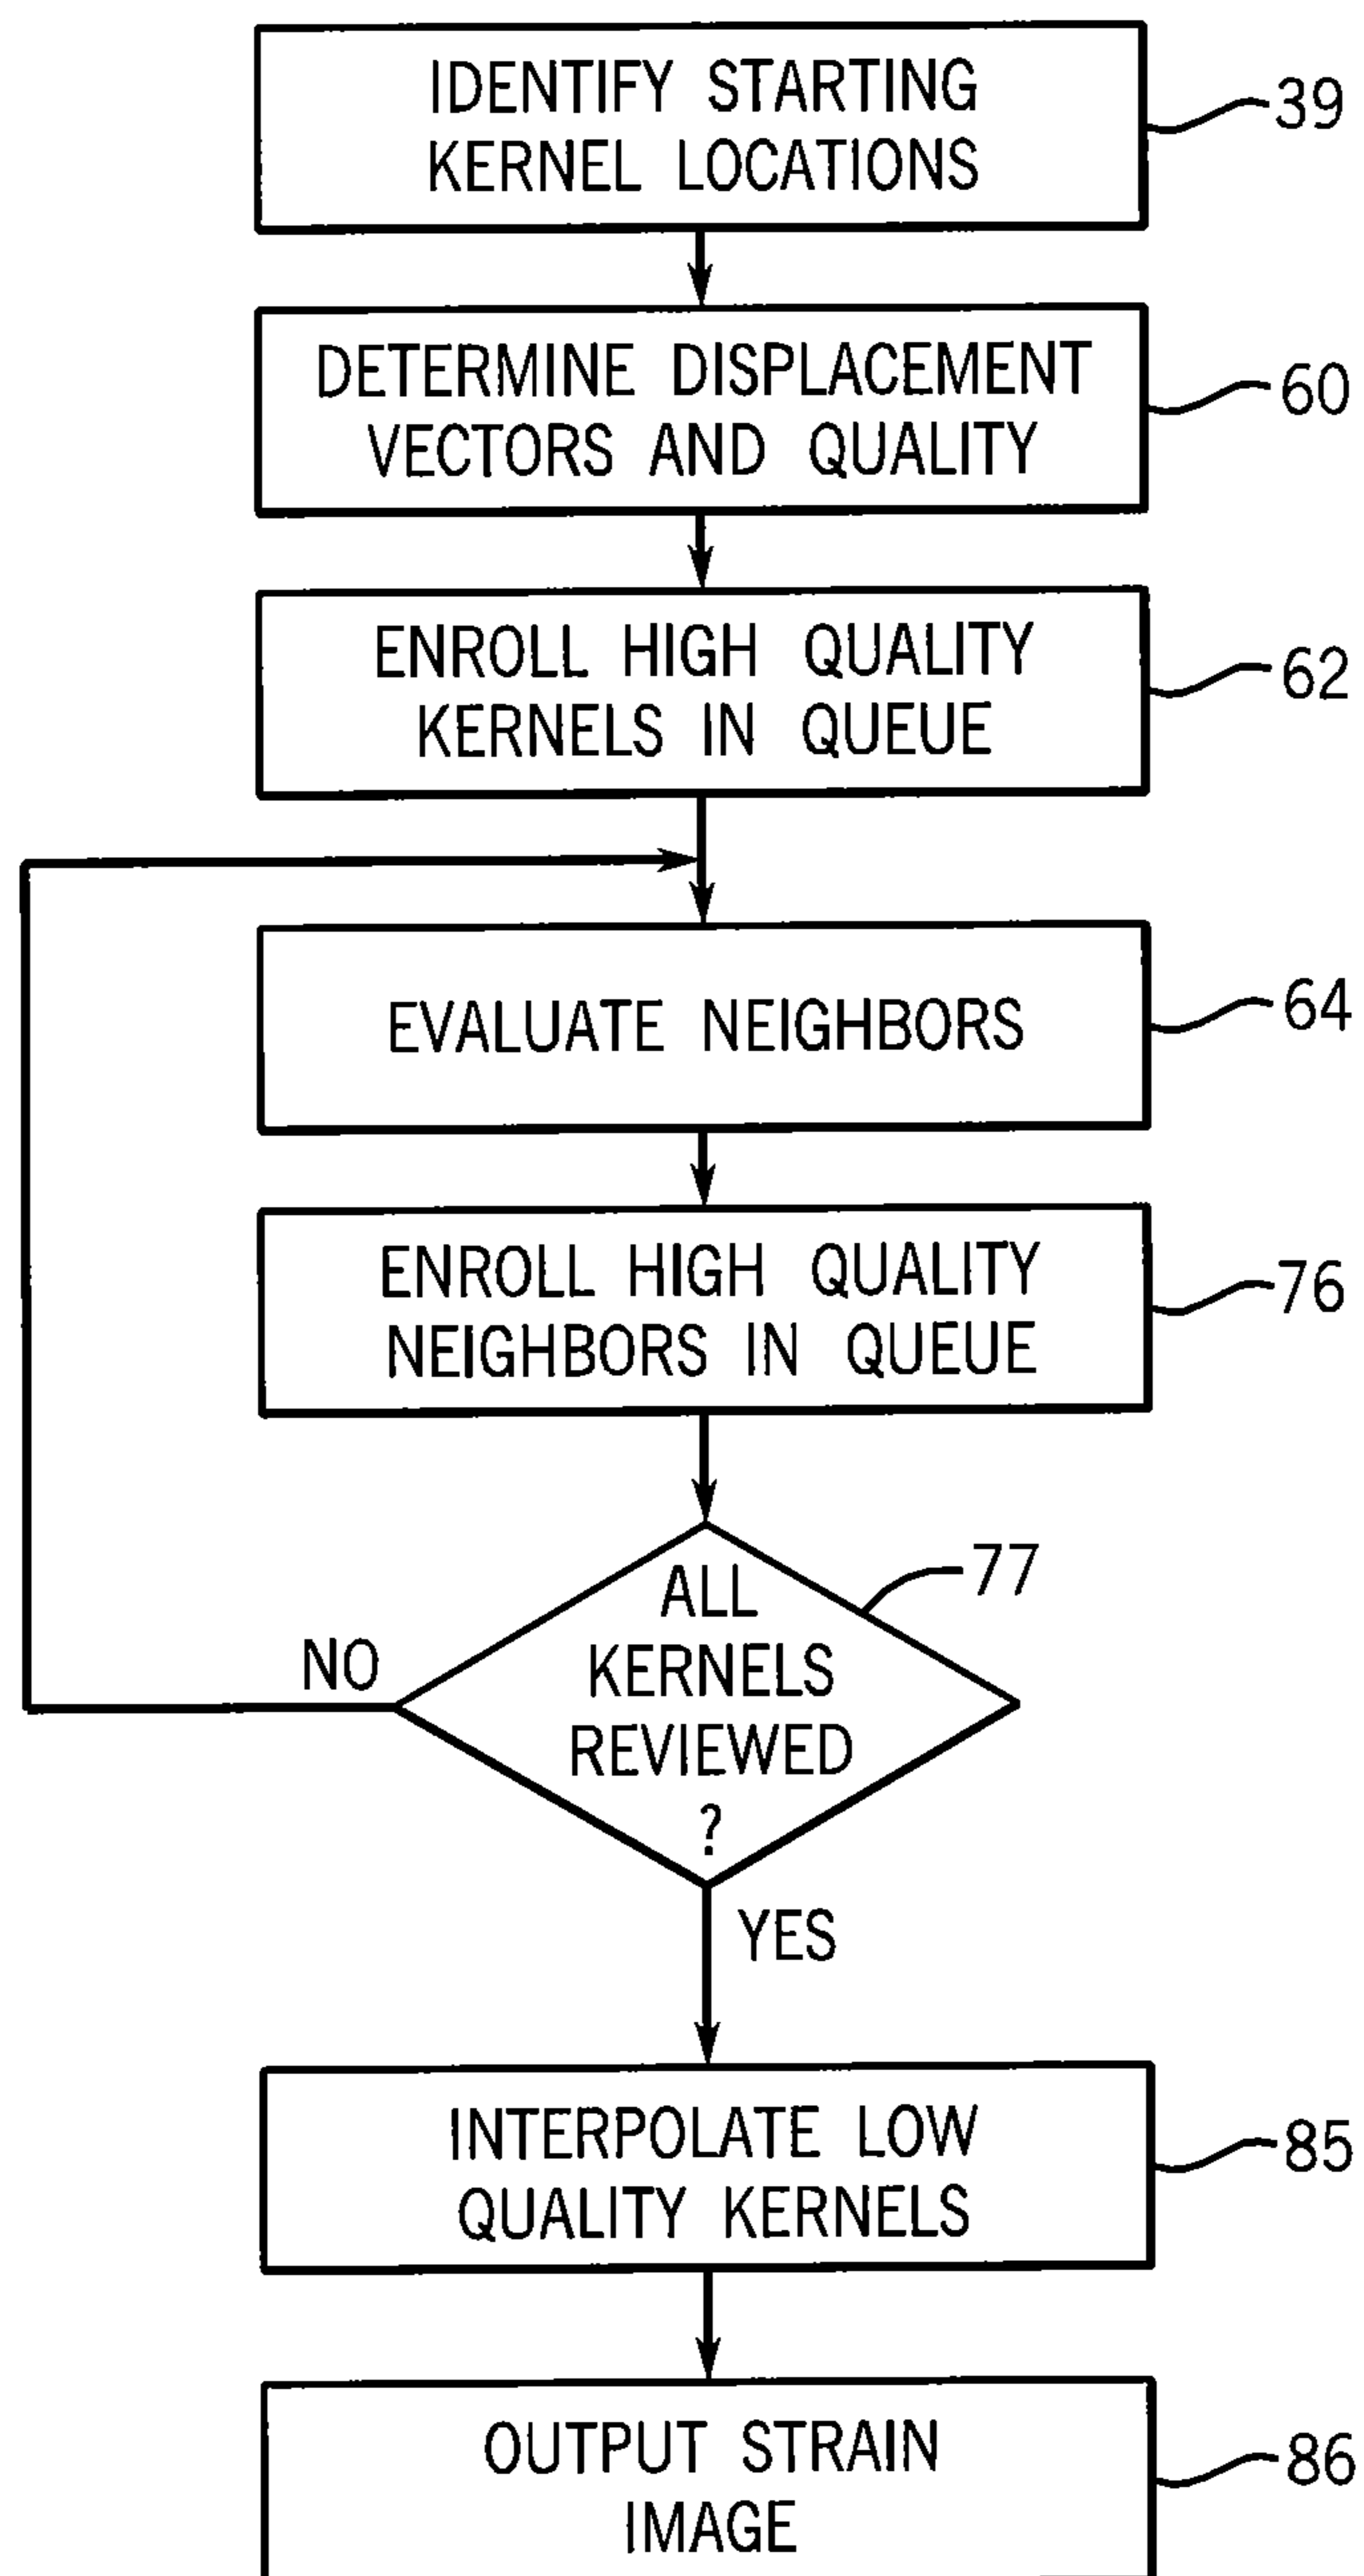 IDENTIFY STARTING
KERNEL LOCATIONS
39
DETERMINE DISPLACEMENT
VECTORS AND QUALITY
60
ENROLL HIGH QUALITY
KERNELS IN QUEUE
62
EVALUATE NEIGHBORS
64
ENROLL HIGH QUALITY
NEIGHBORS IN QUEUE
76
ALL
KERNELS
REVIEWED
?
77
NO
YES
INTERPOLATE LOW
QUALITY KERNELS
85
OUTPUT STRAIN
IMAGE
86